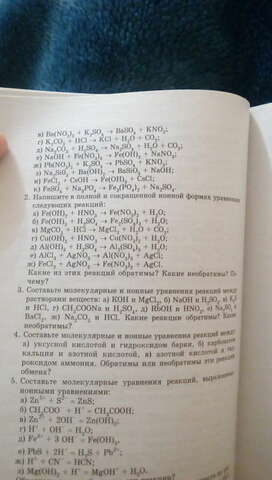 в) Ba(NO₃)₂ + K₂SO₄ → BaSO₄ + KNO₃;
г) K₂CO₃ + HCl → KCl + H₂O + CO₂;
д) Na₂CO₃ + H₂SO₄ → Na₂SO₄ + H₂O + CO₂;
е) NaOH + Fe(NO₃)₃ → Fe(OH)₃ + NaNO₃;
ж) Pb(NO₃)₂ + K₂SO₄ → PbSO₄ + KNO₃;
з) Na₂SiO₃ + Ba(OH)₂ → BaSiO₃ + NaOH;
и) FeCl₃ + CsOH → Fe(OH)₃ + CsCl;
к) FeSO₄ + Na₃PO₄ → Fe₃(PO₄)₂ + Na₂SO₄.
2. Напишите в полной и сокращенной ионной формах уравнения
следующих реакций:
а) Fe(OH)₃ + HNO₃ → Fe(NO₃)₃ + H₂O;
б) Fe(OH)₃ + H₂SO₄ → Fe₂(SO₄)₃ + H₂O;
в) MgCO₃ + HCl → MgCl₂ + H₂O + CO₂;
г) Cu(OH)₂ + HNO₃ → Cu(NO₃)₂ + H₂O;
д) Al(OH)₃ + H₂SO₄ → Al₂(SO₄)₃ + H₂O;
е) AlCl₃ + AgNO₃ → Al(NO₃)₃ + AgCl;
ж) FeCl₃ + AgNO₃ → Fe(NO₃)₃ + AgCl.
Какие из этих реакций обратимы? Какие необратимы? По-
чему?
3. Составьте молекулярные и ионные уравнения реакций между
растворами веществ: а) KOH и MgCl₂, б) NaOH и H₂SO₄, в) K₂S
и HCl, г) CH₃COONa и H₂SO₄, д) RbOH и HNO₃, е) Na₂SO₄ и
BaCl₂, ж) Na₂CO₃ и HCl. Какие реакции обратимы? Какие
необратимы?
4. Составьте молекулярные и ионные уравнения реакций между
а) уксусной кислотой и гидроксидом бария, б) карбонатом
кальция и азотной кислотой, в) азотной кислотой и гид-
роксидом аммония. Обратимы или необратимы эти реакции
обмена?
5. Составьте молекулярные уравнения реакций, выраженные
ионными уравнениями:
а) Zn²⁺ + S²⁻ = ZnS;
б) CH₃COO⁻ + H⁺ = CH₃COOH;
в) Zn²⁺ + 2OH⁻ = Zn(OH)₂;
г) H⁺ + OH⁻ = H₂O;
д) Fe³⁺ + 3 OH⁻ = Fe(OH)₃;
е) PbS + 2H⁺ = H₂S + Pb²⁺;
ж) H⁺ + CN⁻ = HCN;
з) Mg(OH)₂ + H⁺ = MgOH⁺ + H₂O.